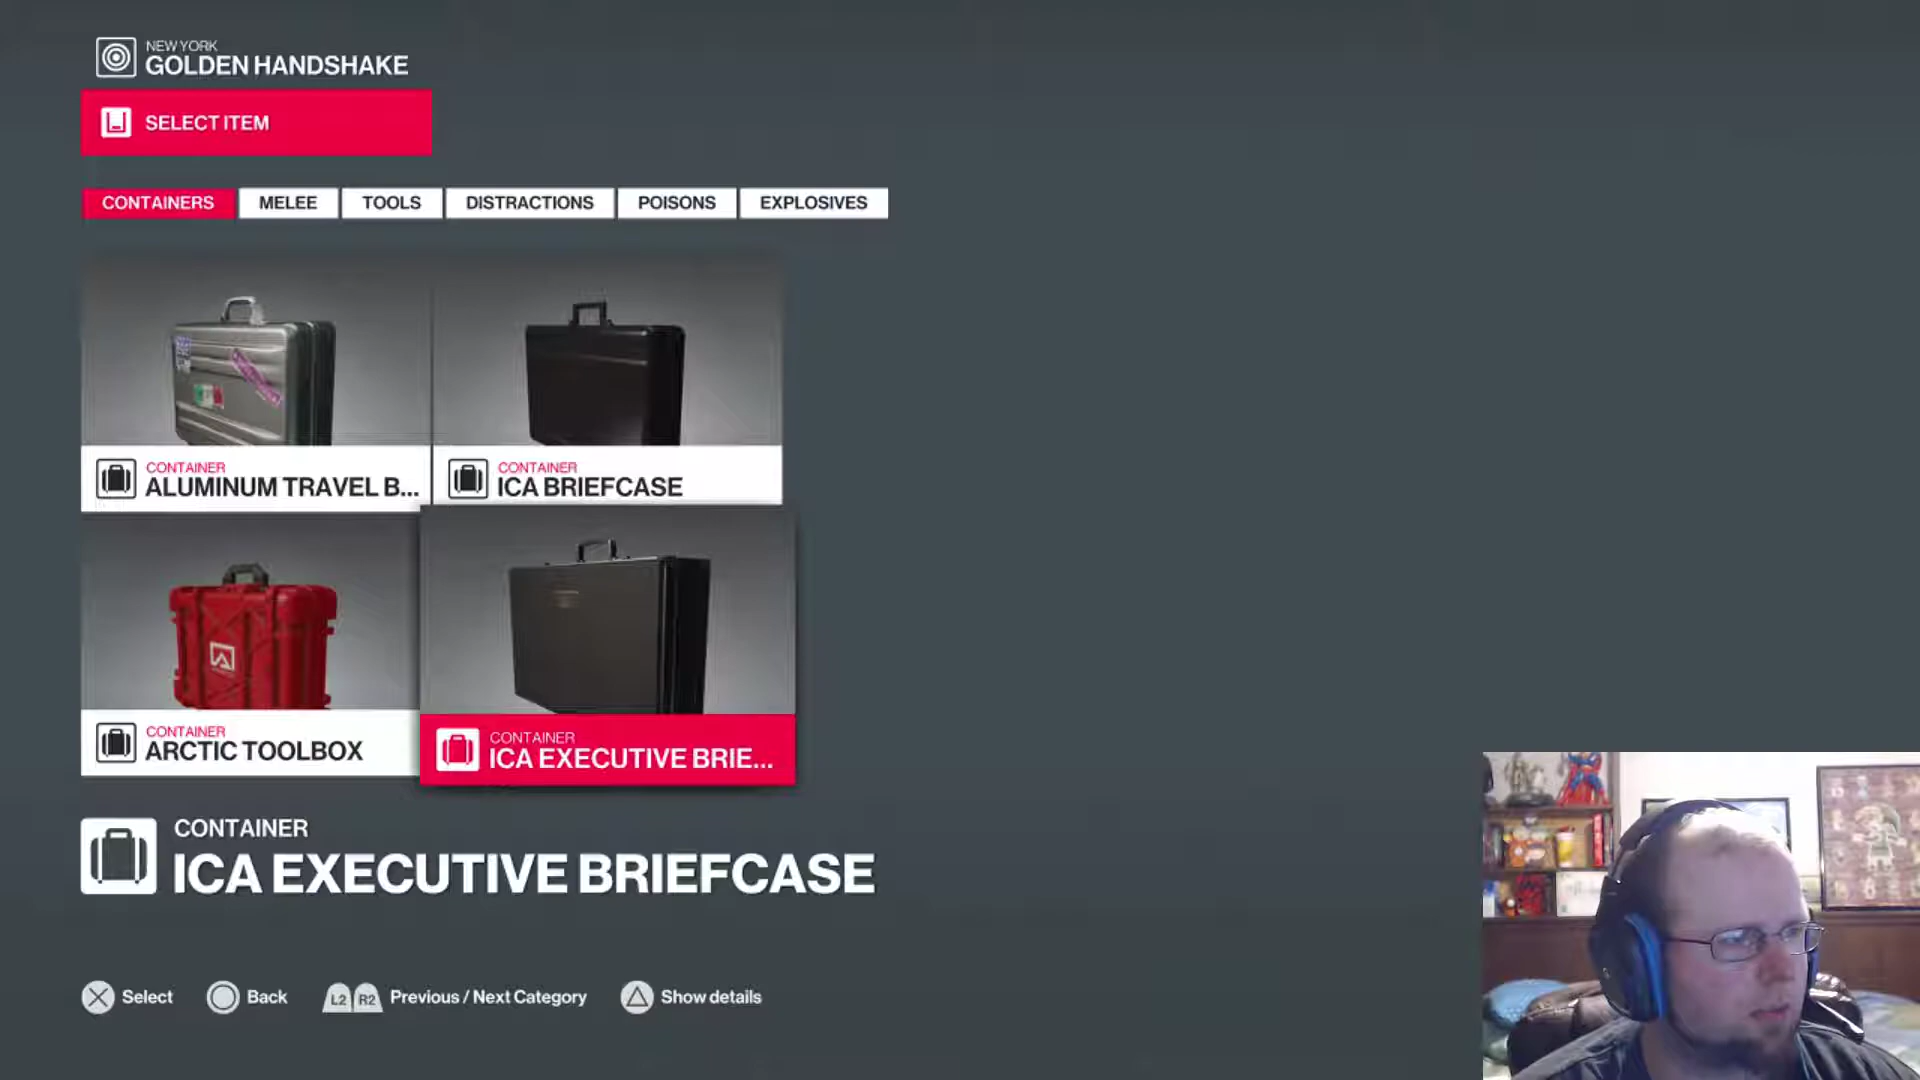 NEW YORK
GOLDEN HANDSHAKE
SELECT ITEM
CONTAINERS
MELEE
TOOLS
DISTRACTIONS
POISONS
EXPLOSIVES
CONTAINER
ALUMINUM TRAVEL B...
CONTAINER
ICA BRIEFCASE
CONTAINER
ARCTIC TOOLBOX
CONTAINER
ICA EXECUTIVE BRIE...
CONTAINER
ICA EXECUTIVE BRIEFCASE
Select
Back
L2 R2 Previous / Next Category
Show details